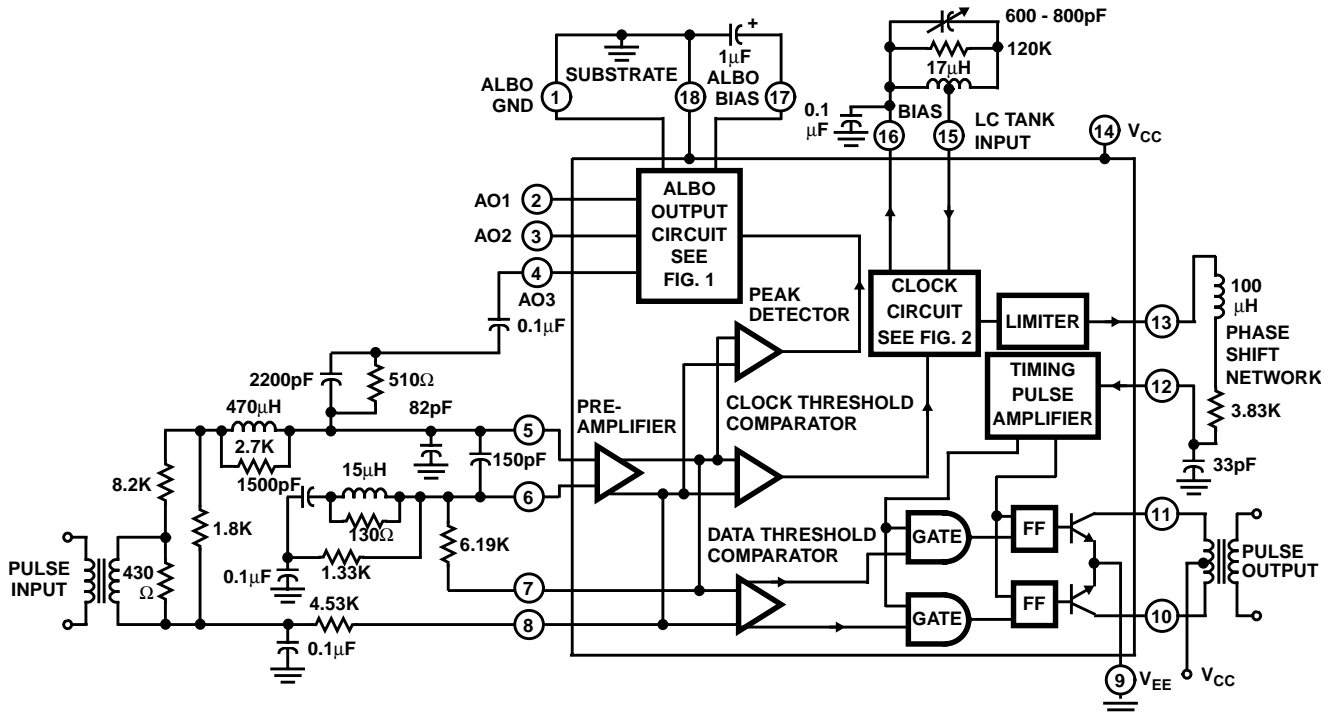 600 - 800pF
120K
17µH
+
1µF
SUBSTRATE
ALBO
GND
1
18
ALBO
BIAS
17
0.1
µF
BIAS
16
15
LC TANK
INPUT
14
VCC
AO1
2
AO2
3
4
AO3
0.1µF
ALBO
OUTPUT
CIRCUIT
SEE
FIG. 1
PEAK
DETECTOR
CLOCK
CIRCUIT
SEE FIG. 2
LIMITER
13
100
µH
PHASE
SHIFT
NETWORK
3.83K
TIMING
PULSE
AMPLIFIER
12
33pF
2200pF
510Ω
470µH
82pF
PRE-
AMPLIFIER
CLOCK THRESHOLD
COMPARATOR
5
2.7K
150pF
8.2K
1500pF
15µH
6
130Ω
1.8K
6.19K
DATA THRESHOLD
COMPARATOR
GATE
FF
11
PULSE
INPUT
430
Ω
0.1µF
1.33K
7
PULSE
OUTPUT
4.53K
8
GATE
FF
10
0.1µF
9
VEE
VCC